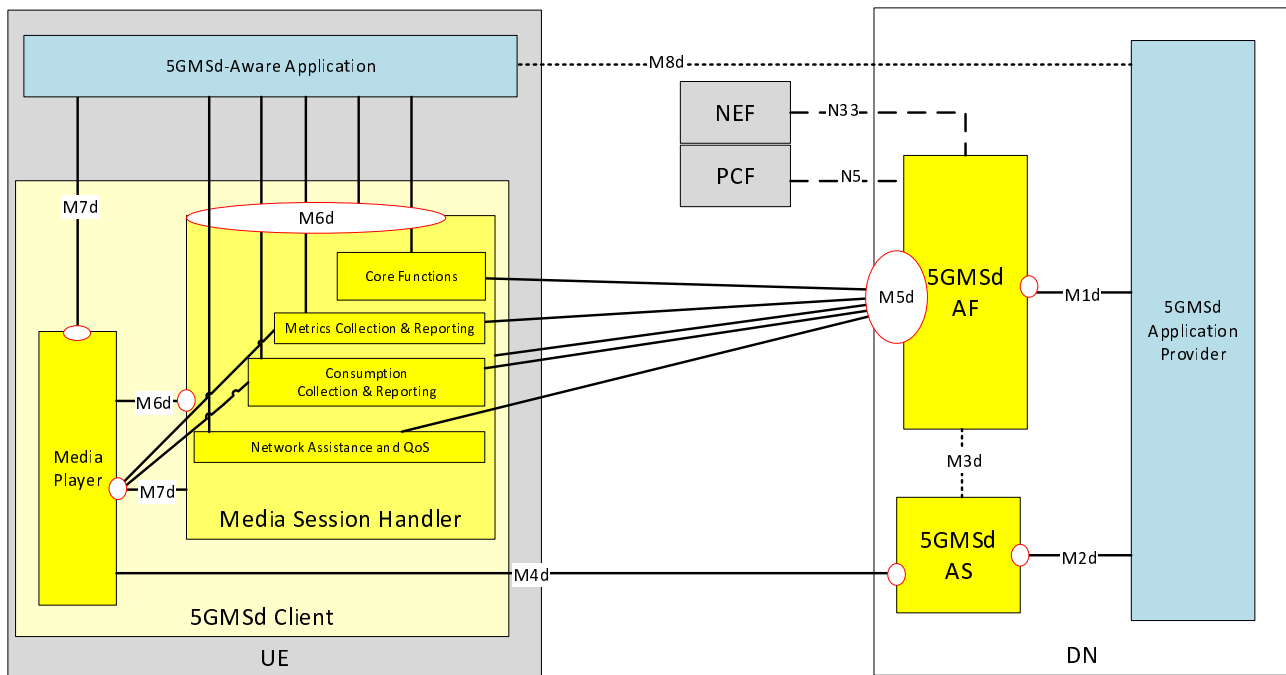 5GMSd-Aware Application
M8d
NEF
N33
PCF
N5
M7d
M6d
Core Functions
5GMSd
AF
M5d
M1d
5GMSd
Application
Provider
Metrics Collection & Reporting
Consumption
Collection & Reporting
M6d
Network Assistance and QoS
Media
Player
M7d
M3d
Media Session Handler
5GMSd
AS
M2d
M4d
5GMSd Client
UE
DN